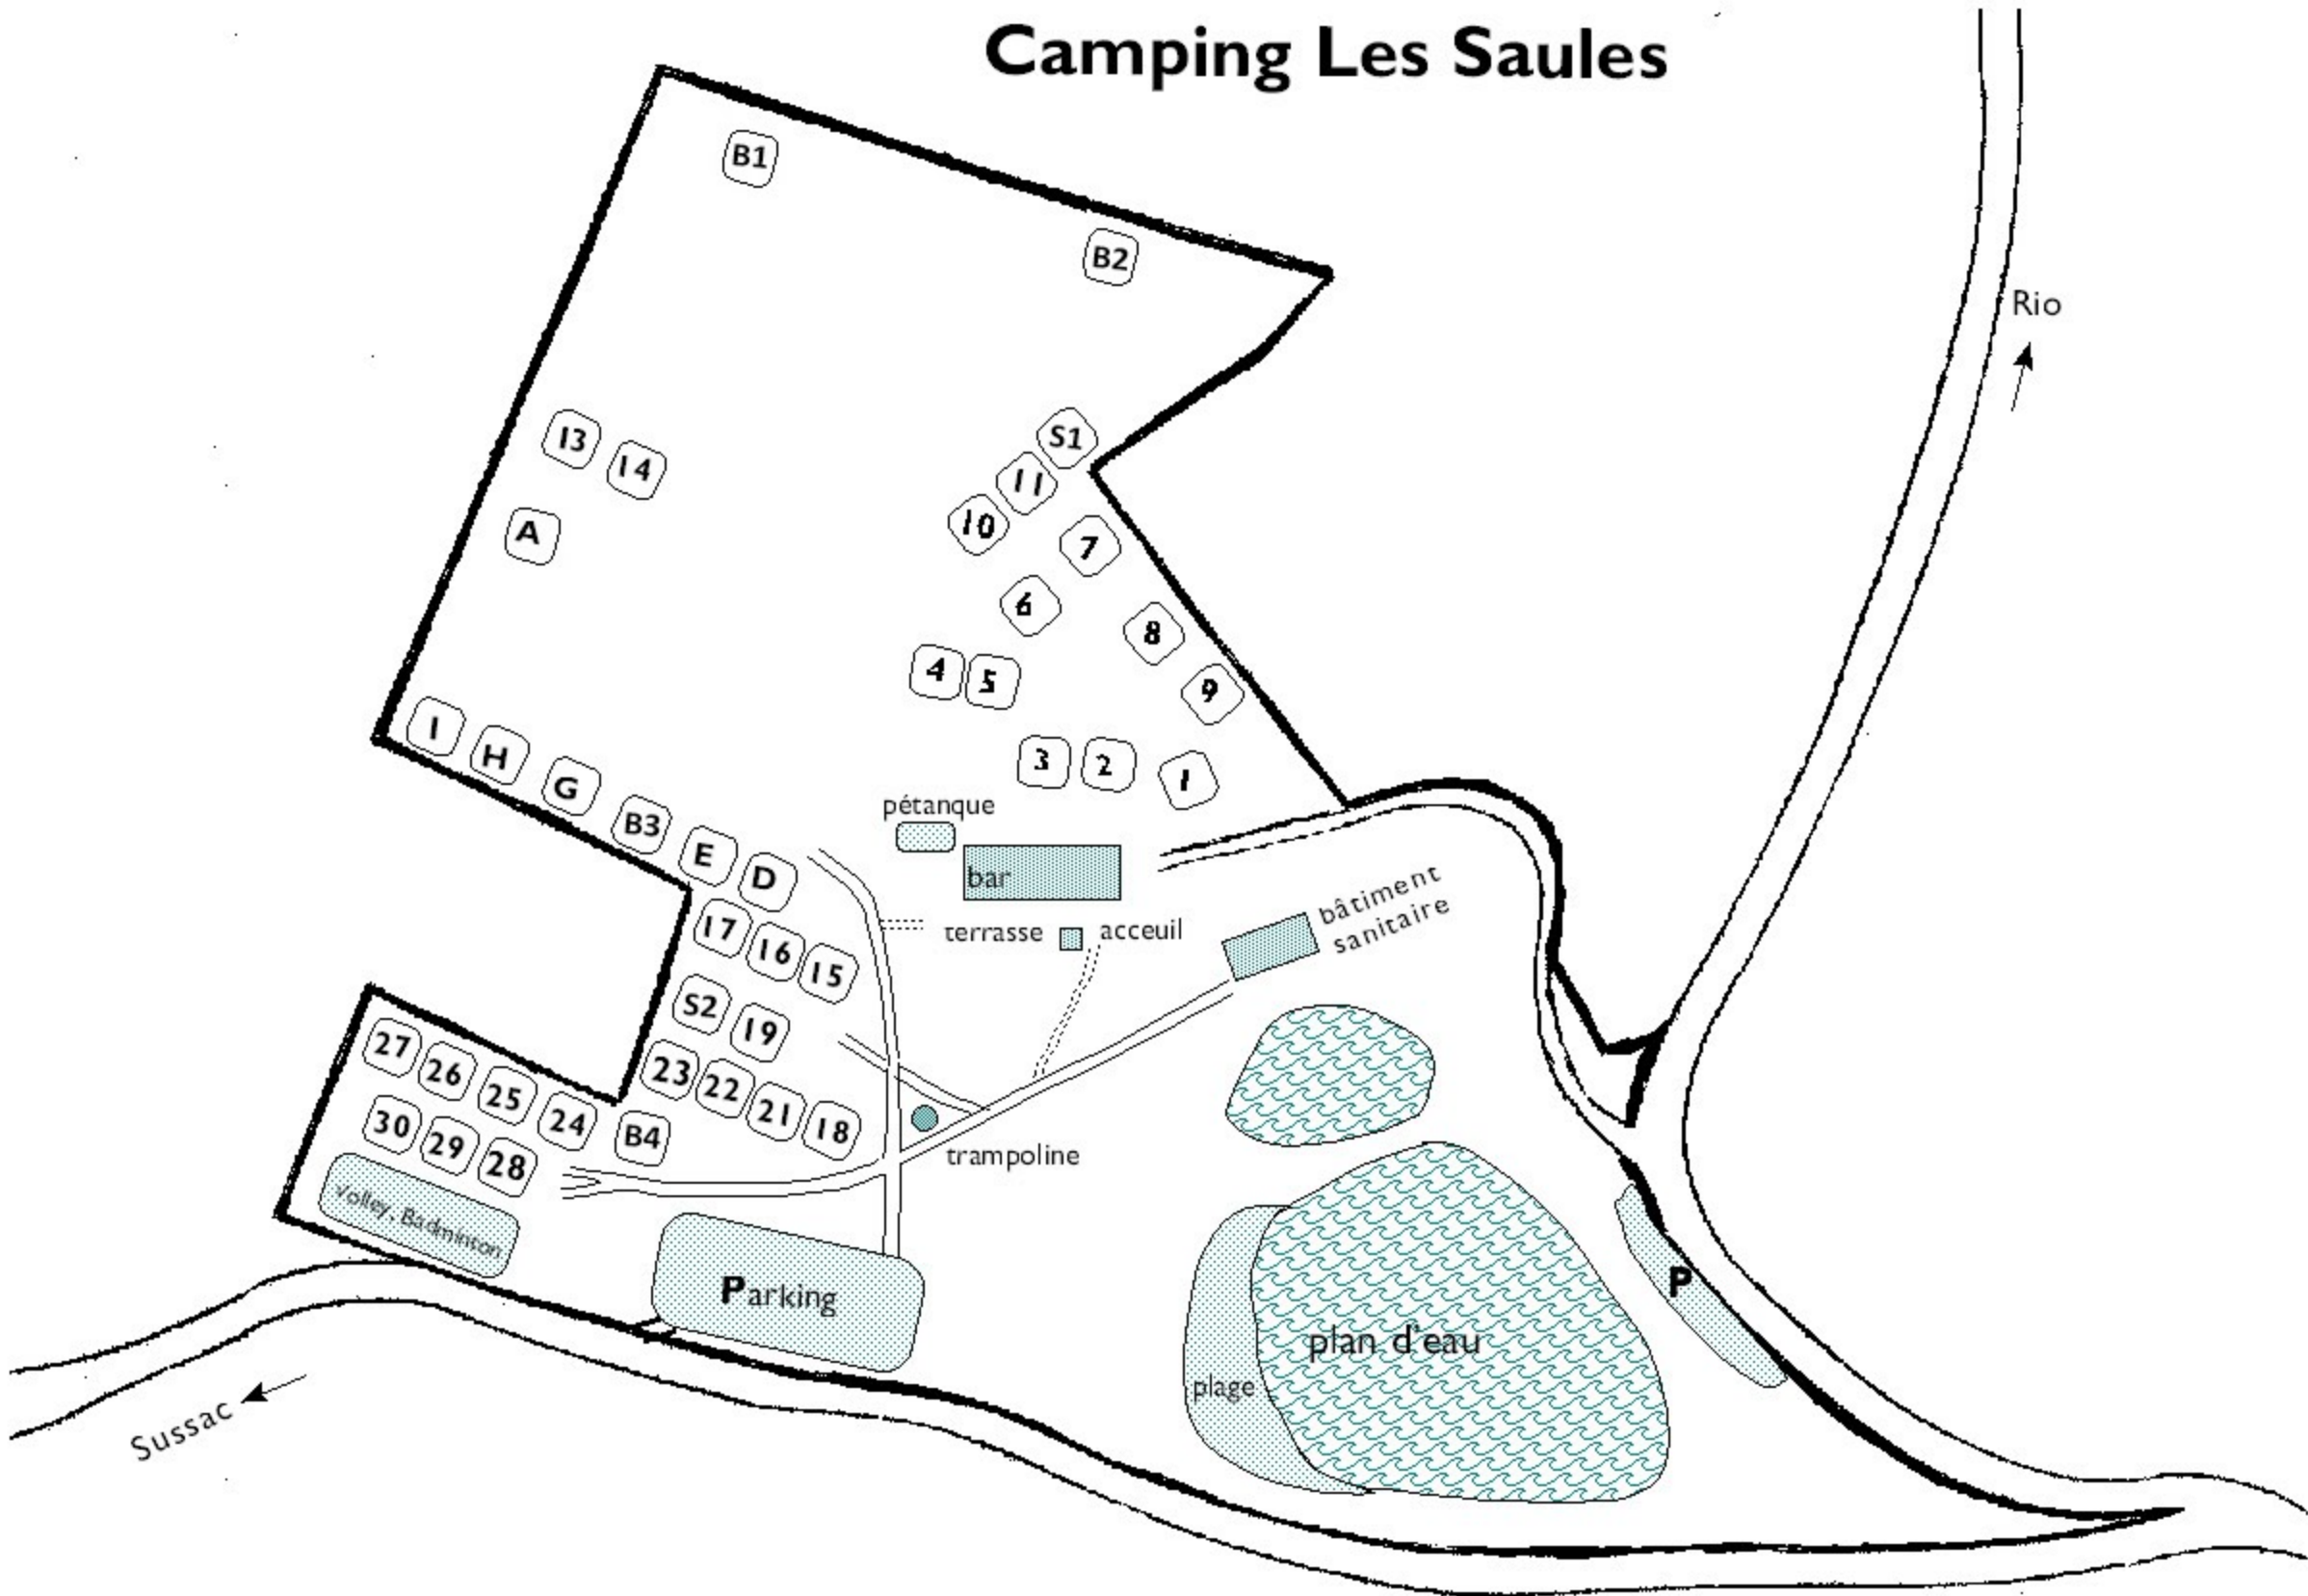 Camping Les Saules
B1
B2
Rio
S1
13
14
11
10
A
7
6
8
4
5
9
I
H
3
2
1
G
pétanque
B3
E
D
bar
bâtiment
sanitaire
17
16
15
terrasse
acceuil
S2
19
27
26
25
24
23
22
21
18
30
29
28
B4
trampoline
Volley, Badminton
Parking
P
plan d'eau
plage
Sussac